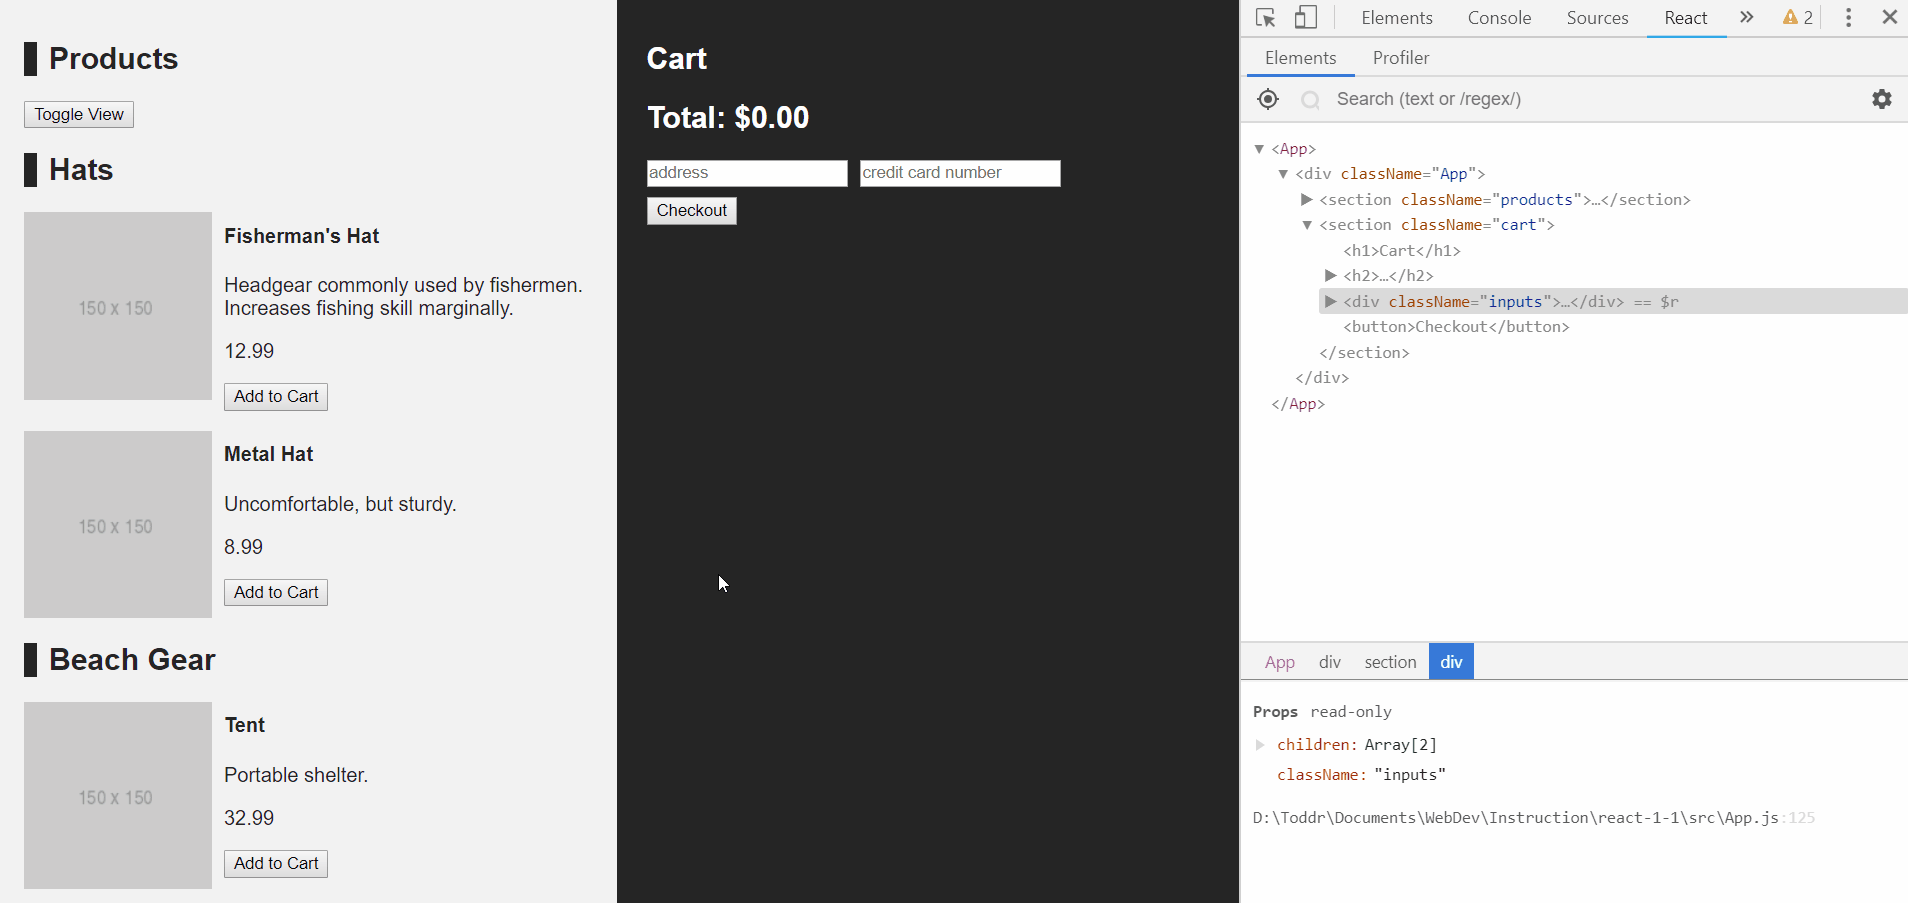 Products
Toggle View
Hats
150 x 150
Fisherman's Hat
Headgear commonly used by fishermen.
Increases fishing skill marginally.
12.99
Add to Cart
150 x 150
Metal Hat
Uncomfortable, but sturdy.
8.99
Add to Cart
Beach Gear
150 x 150
Tent
Portable shelter.
32.99
Add to Cart
Cart
Total: $0.00
address credit card number
Checkout
Elements Console Sources React » 2
Elements Profiler
Search (text or /regex/)
<App>
<div className="App">
<section className="products">…</section>
<section className="cart">
<h1>Cart</h1>
<h2>…</h2>
<div className="inputs">…</div> == $r
<button>Checkout</button>
</section>
</div>
</App>
App div section div
Props read-only
children: Array[2]
className: "inputs"
D:\Toddr\Documents\WebDev\Instruction\react-1-1\src\App.js:125